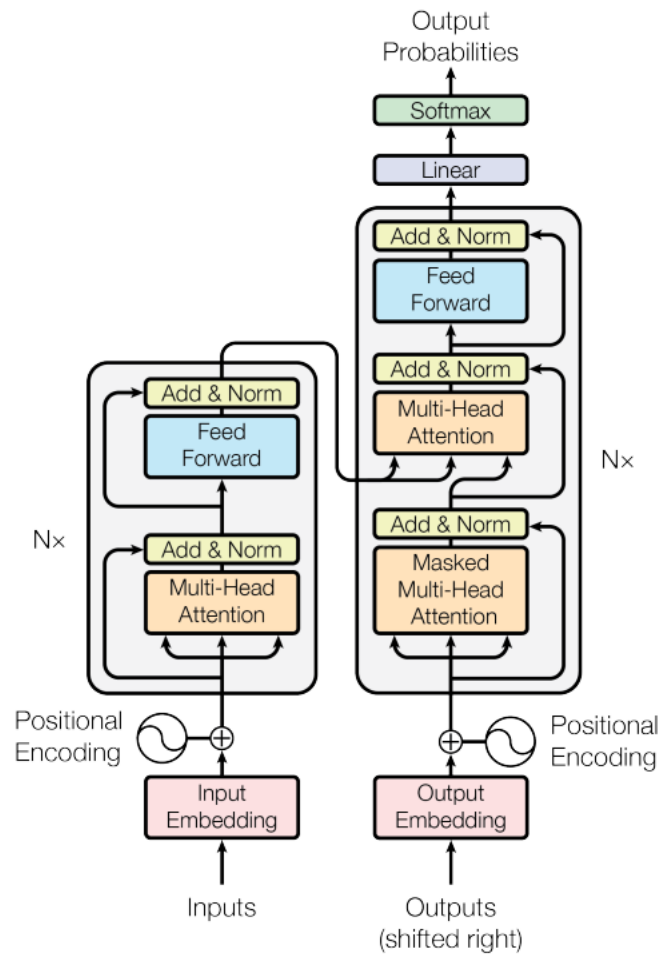 Output
Probabilities
Softmax
Linear
Add & Norm
Feed
Forward
Add & Norm
Multi-Head
Attention
Add & Norm
Masked
Multi-Head
Attention
N×
Add & Norm
Feed
Forward
Add & Norm
Multi-Head
Attention
N×
Positional
Encoding
Positional
Encoding
Input
Embedding
Output
Embedding
Inputs
Outputs
(shifted right)